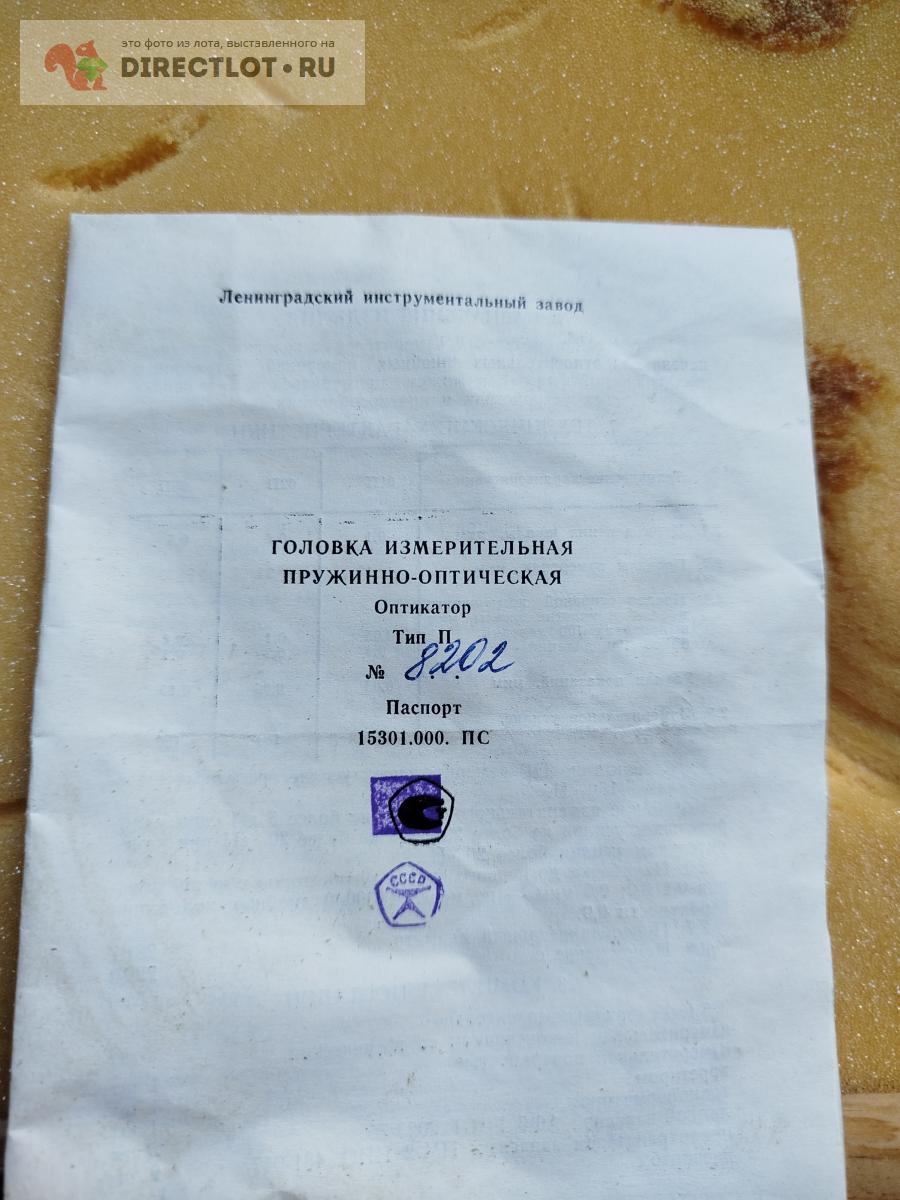 это фото из лота, выставленного на
DIRECTLOT•RU
Ленинградский инструментальный завод
ГОЛОВКА ИЗМЕРИТЕЛЬНАЯ
ПРУЖИННО-ОПТИЧЕСКАЯ
Оптикатор
Тип П
№ 8202
Паспорт
15301.000. ПС
СССР